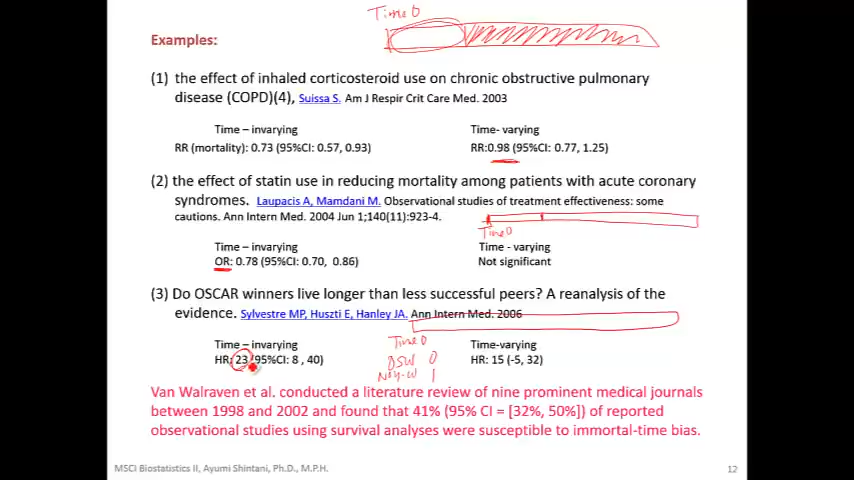 Time 0
Examples:
(1) the effect of inhaled corticosteroid use on chronic obstructive pulmonary
disease (COPD)(4), Suissa S. Am J Respir Crit Care Med. 2003
Time – invarying Time- varying
RR (mortality): 0.73 (95%CI: 0.57, 0.93) RR:0.98 (95%CI: 0.77, 1.25)
(2) the effect of statin use in reducing mortality among patients with acute coronary
syndromes. Laupacis A, Mamdani M. Observational studies of treatment effectiveness: some
cautions. Ann Intern Med. 2004 Jun 1;140(11):923-4.
Time 0
Time – invarying Time - varying
OR: 0.78 (95%CI: 0.70, 0.86) Not significant
(3) Do OSCAR winners live longer than less successful peers? A reanalysis of the
evidence. Sylvestre MP, Huszti E, Hanley JA. Ann Intern Med. 2006
Time 0
Time – invarying Time-varying
HR: 23 (95%CI: 8 , 40) HR: 15 (-5, 32)
OSW 0
Non-W 1
Van Walraven et al. conducted a literature review of nine prominent medical journals
between 1998 and 2002 and found that 41% (95% CI = [32%, 50%]) of reported
observational studies using survival analyses were susceptible to immortal-time bias.
MSCI Biostatistics II, Ayumi Shintani, Ph.D., M.P.H. 12